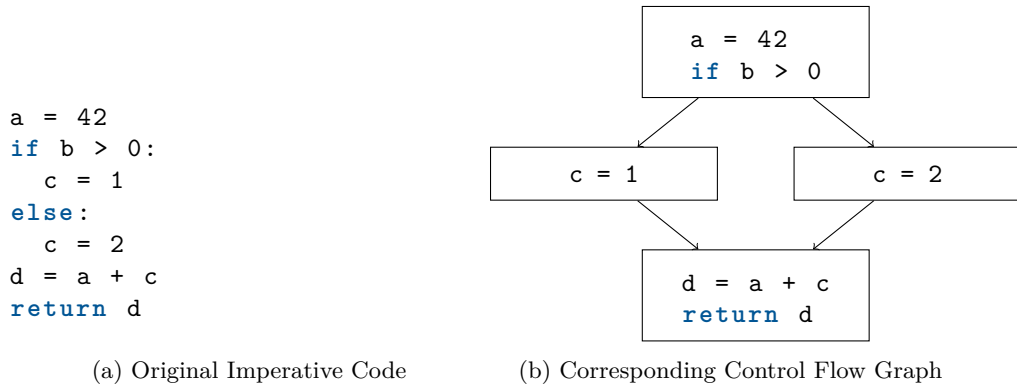 a = 42
if b > 0:
  c = 1
else:
  c = 2
d = a + c
return d
(a) Original Imperative Code
a = 42
if b > 0
c = 1
c = 2
d = a + c
return d
(b) Corresponding Control Flow Graph